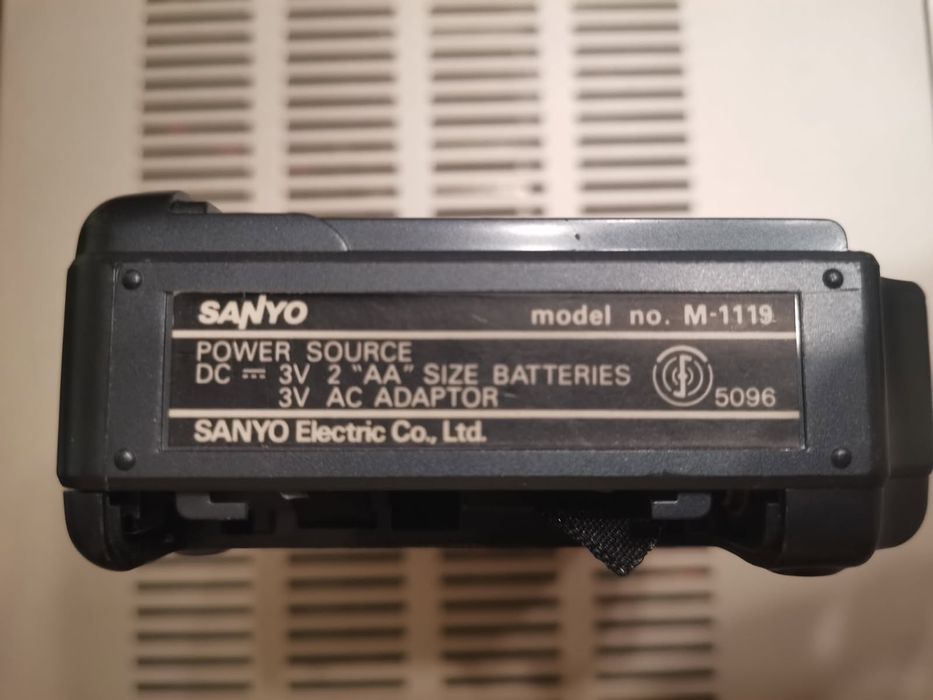 SANYO model no. M-1119
POWER SOURCE
DC ⎓ 3V 2 "AA" SIZE BATTERIES
3V AC ADAPTOR 5096
SANYO Electric Co., Ltd.